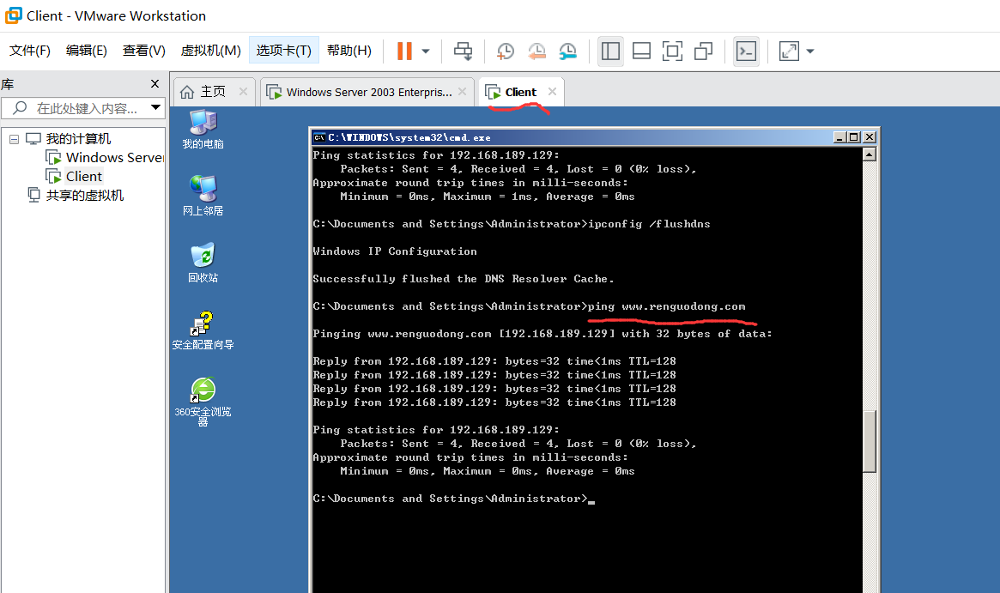 Client - VMware Workstation
文件(F) 编辑(E) 查看(V) 虚拟机(M) 选项卡(T) 帮助(H)
库
在此处键入内容...
我的计算机
Windows Server
Client
共享的虚拟机
主页
Windows Server 2003 Enterpris...
Client
我的电脑
网上邻居
回收站
安全配置向导
360安全浏览
器
C:\WINDOWS\system32\cmd.exe
Ping statistics for 192.168.189.129:
Packets: Sent = 4, Received = 4, Lost = 0 (0% loss),
Approximate round trip times in milli-seconds:
Minimum = 0ms, Maximum = 1ms, Average = 0ms
C:\Documents and Settings\Administrator>ipconfig /flushdns
Windows IP Configuration
Successfully flushed the DNS Resolver Cache.
C:\Documents and Settings\Administrator>ping www.renguodong.com
Pinging www.renguodong.com [192.168.189.129] with 32 bytes of data:
Reply from 192.168.189.129: bytes=32 time<1ms TTL=128
Reply from 192.168.189.129: bytes=32 time<1ms TTL=128
Reply from 192.168.189.129: bytes=32 time<1ms TTL=128
Reply from 192.168.189.129: bytes=32 time<1ms TTL=128
Ping statistics for 192.168.189.129:
Packets: Sent = 4, Received = 4, Lost = 0 (0% loss),
Approximate round trip times in milli-seconds:
Minimum = 0ms, Maximum = 0ms, Average = 0ms
C:\Documents and Settings\Administrator>